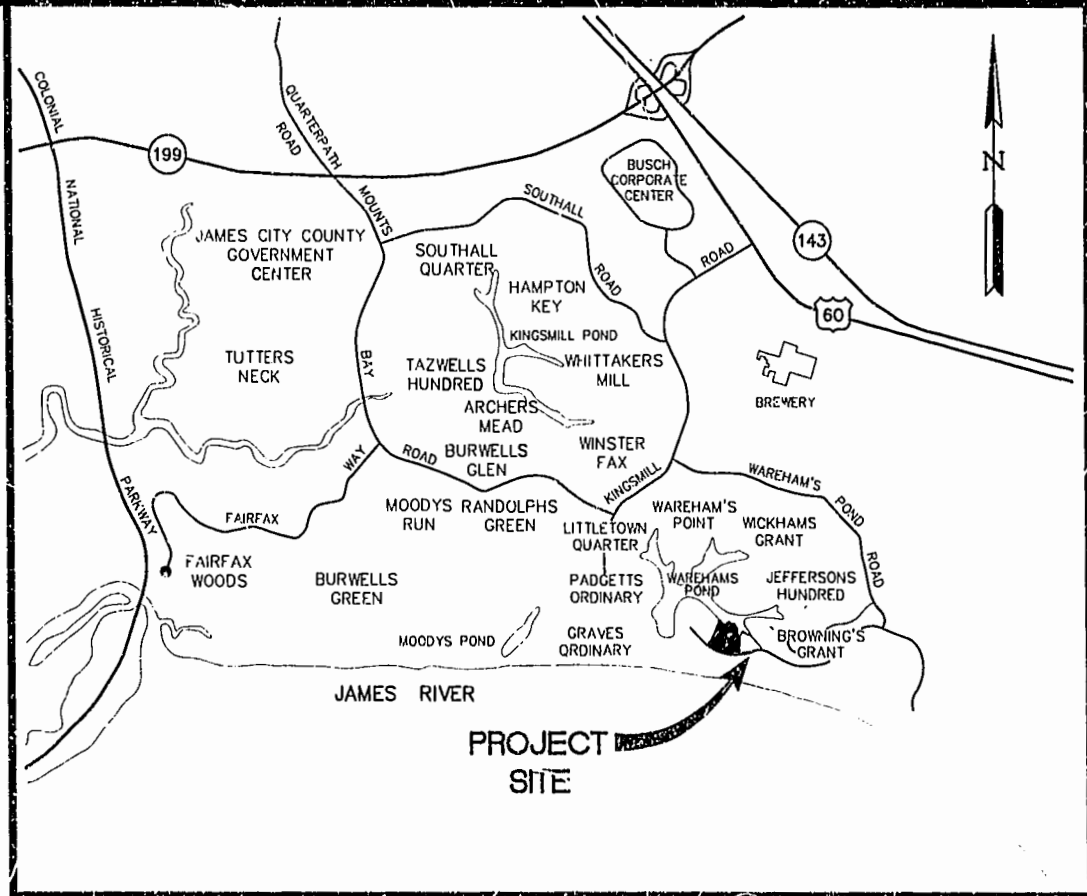 COLONIAL
NATIONAL
HISTORICAL
PARKWAY
199
QUARTERPATH
ROAD
MOUNTS
BAY
ROAD
SOUTHALL
ROAD
BUSCH
CORPORATE
CENTER
ROAD
KINGSMILL
N
143
60
JAMES CITY COUNTY
GOVERNMENT
CENTER
SOUTHALL
QUARTER
HAMPTON
KEY
KINGSMILL POND
TUTTERS
NECK
TAZWELLS
HUNDRED
WHITTAKERS
MILL
BREWERY
ARCHERS
MEAD
BURWELLS
GLEN
WINSTER
FAX
FAIRFAX
WAY
MOODYS
RUN
RANDOLPHS
GREEN
LITTLETOWN
QUARTER
WAREHAM'S
POINT
WICKHAMS
GRANT
WAREHAM'S
POND
ROAD
FAIRFAX
WOODS
BURWELLS
GREEN
PADGETTS
ORDINARY
WAREHAMS
POND
JEFFERSONS
HUNDRED
MOODYS POND
GRAVES
ORDINARY
BROWNING'S
GRANT
JAMES RIVER
PROJECT
SITE